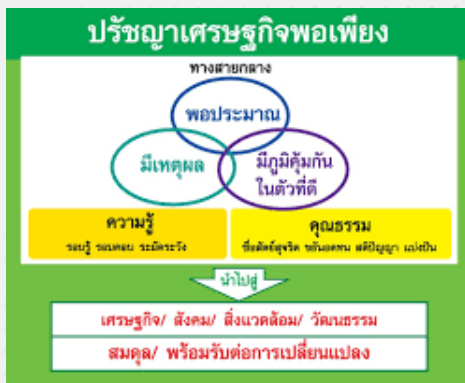 ปรัชญาเศรษฐกิจพอเพียง
ทางสายกลาง
พอประมาณ
มีเหตุผล
มีภูมิคุ้มกัน
ในตัวที่ดี
ความรู้
รอบรู้ รอบคอบ ระมัดระวัง
คุณธรรม
ซื่อสัตย์สุจริต ขยันอดทน สติปัญญา แบ่งปัน
นำไปสู่
เศรษฐกิจ/ สังคม/ สิ่งแวดล้อม/ วัฒนธรรม
สมดุล/ พร้อมรับต่อการเปลี่ยนแปลง